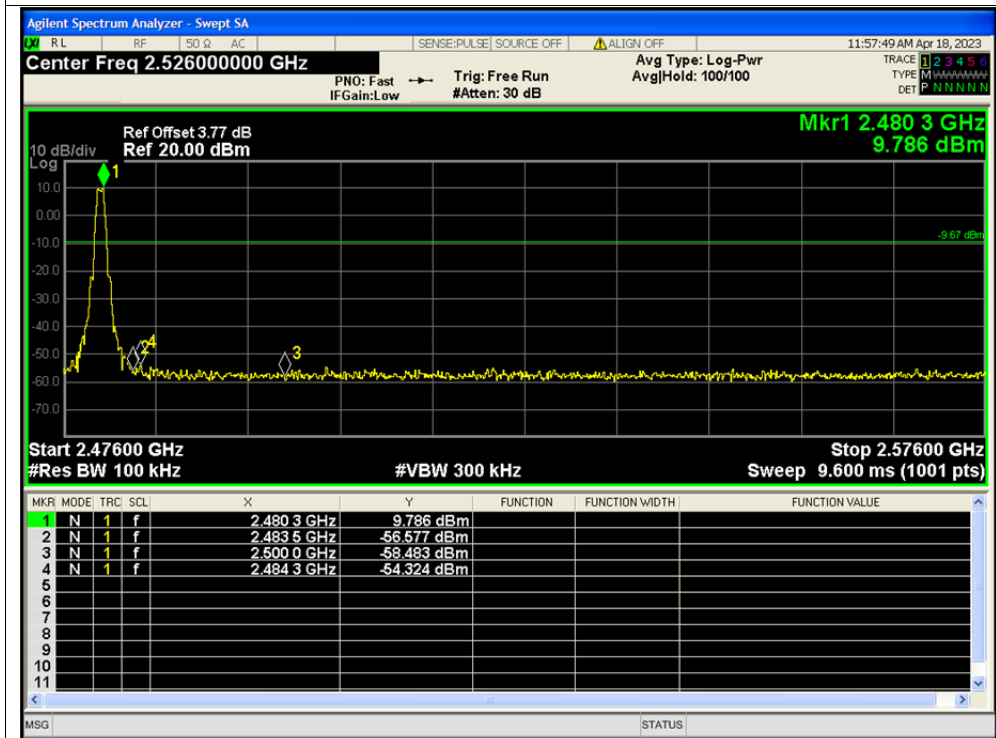 Agilent Spectrum Analyzer - Swept SA
LXI RL RF 50 Ω AC SENSE:PULSE SOURCE OFF ALIGN OFF 11:57:49 AM Apr 18, 2023
Center Freq 2.526000000 GHz
PNO: Fast
IFGain:Low
Trig: Free Run
#Atten: 30 dB
Avg Type: Log-Pwr
Avg|Hold: 100/100
TRACE 1 2 3 4 5 6
TYPE M
DET P N N N N N
Mkr1 2.480 3 GHz
9.786 dBm
Ref Offset 3.77 dB
10 dB/div Ref 20.00 dBm
Log
1
10.0
0.00
-9.67 dBm
-10.0
-20.0
-30.0
-40.0
2 4 3
-50.0
-60.0
-70.0
Start 2.47600 GHz Stop 2.57600 GHz
#Res BW 100 kHz #VBW 300 kHz Sweep 9.600 ms (1001 pts)
MKR MODE TRC SCL X Y FUNCTION FUNCTION WIDTH FUNCTION VALUE
1 N 1 f 2.480 3 GHz 9.786 dBm
2 N 1 f 2.483 5 GHz -56.577 dBm
3 N 1 f 2.500 0 GHz -58.483 dBm
4 N 1 f 2.484 3 GHz -54.324 dBm
5
6
7
8
9
10
11
MSG STATUS